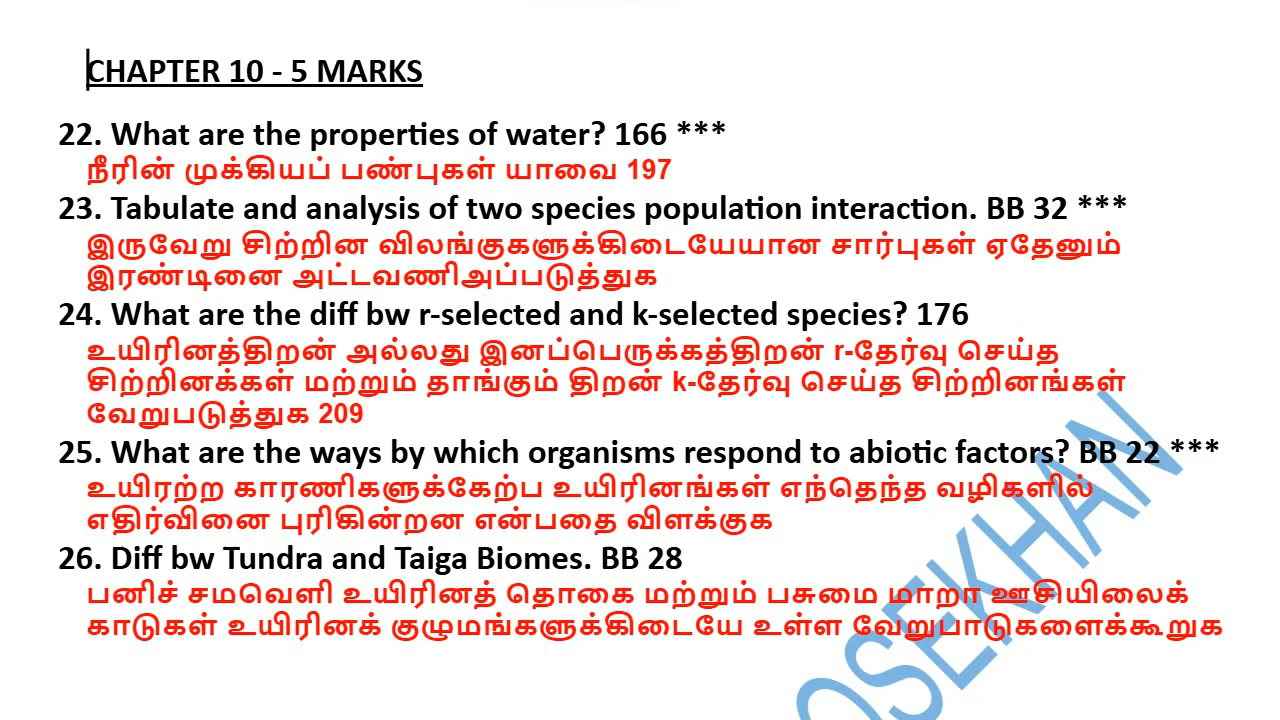 CHAPTER 10 - 5 MARKS
22. What are the properties of water? 166 ***
நீரின் முக்கியப் பண்புகள் யாவை 197
23. Tabulate and analysis of two species population interaction. BB 32 ***
இருவேறு சிற்றின விலங்குகளுக்கிடையேயான சார்புகள் ஏதேனும்
இரண்டினை அட்டவணிஅப்படுத்துக
24. What are the diff bw r-selected and k-selected species? 176
உயிரினத்திறன் அல்லது இனப்பெருக்கத்திறன் r-தேர்வு செய்த
சிற்றினக்கள் மற்றும் தாங்கும் திறன் k-தேர்வு செய்த சிற்றினங்கள்
வேறுபடுத்துக 209
25. What are the ways by which organisms respond to abiotic factors? BB 22 ***
உயிரற்ற காரணிகளுக்கேற்ப உயிரினங்கள் எந்தெந்த வழிகளில்
எதிர்வினை புரிகின்றன என்பதை விளக்குக
26. Diff bw Tundra and Taiga Biomes. BB 28
பனிச் சமவெளி உயிரினத் தொகை மற்றும் பசுமை மாறா ஊசியிலைக்
காடுகள் உயிரினக் குழுமங்களுக்கிடையே உள்ள வேறுபாடுகளைக்கூறுக
OSEKHAN